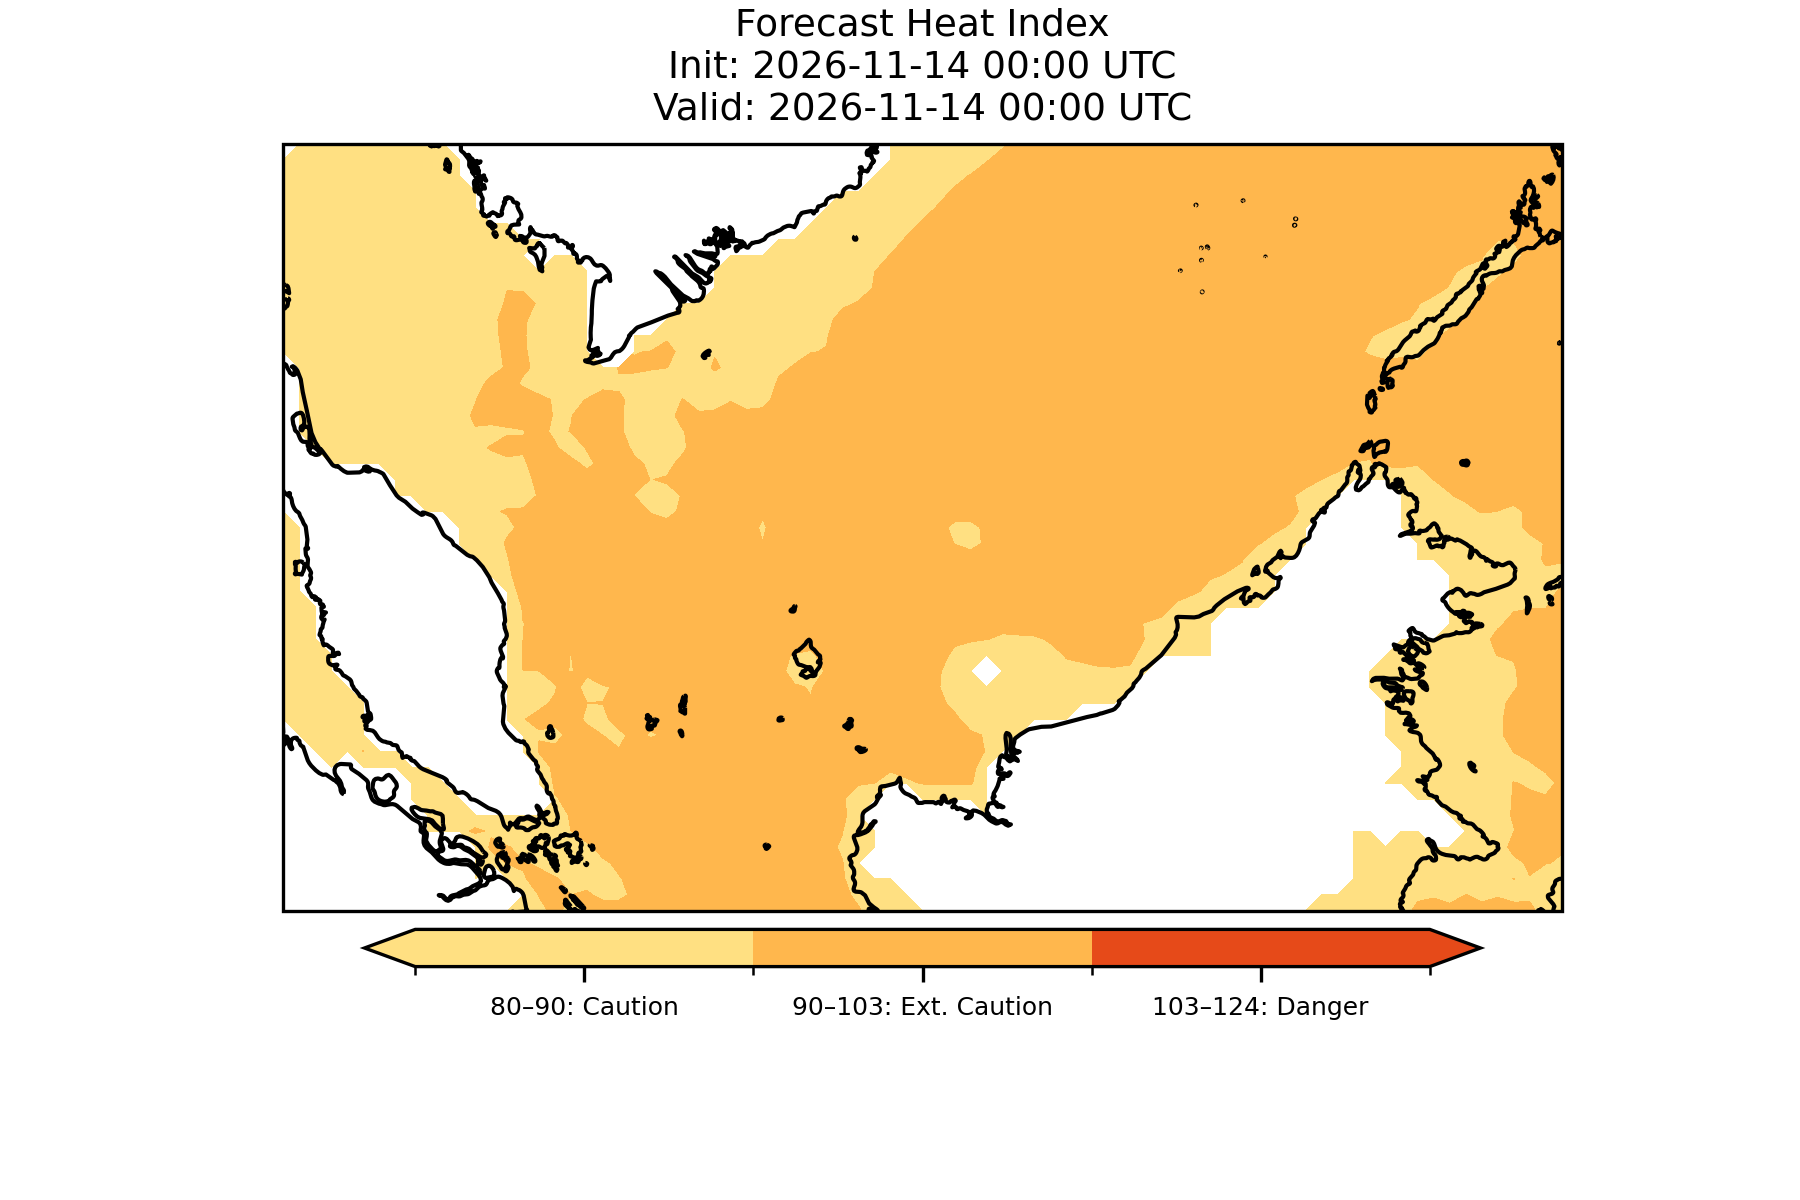 Forecast Heat Index
Init: 2026-11-14 00:00 UTC
Valid: 2026-11-14 00:00 UTC
80–90: Caution
90–103: Ext. Caution
103–124: Danger